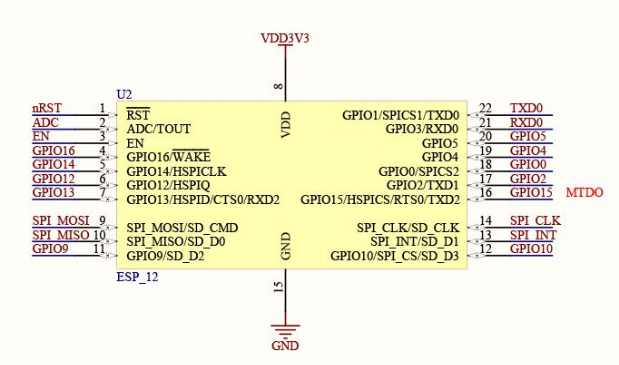 VDD3V3
8
U2
nRST 1 RST VDD GPIO1/SPICS1/TXD0 22 TXD0
ADC 2 ADC/TOUT GPIO3/RXD0 21 RXD0
EN 3 EN GPIO5 20 GPIO5
GPIO16 4 GPIO16/WAKE GPIO4 19 GPIO4
GPIO14 5 GPIO14/HSPICLK GPIO0/SPICS2 18 GPIO0
GPIO12 6 GPIO12/HSPIQ GPIO2/TXD1 17 GPIO2
GPIO13 7 GPIO13/HSPID/CTS0/RXD2 GPIO15/HSPICS/RTS0/TXD2 16 GPIO15 MTDO
SPI_MOSI 9 SPI_MOSI/SD_CMD SPI_CLK/SD_CLK 14 SPI_CLK
SPI_MISO 10 SPI_MISO/SD_D0 GND SPI_INT/SD_D1 13 SPI_INT
GPIO9 11 GPIO9/SD_D2 GPIO10/SPI_CS/SD_D3 12 GPIO10
ESP_12
15
GND